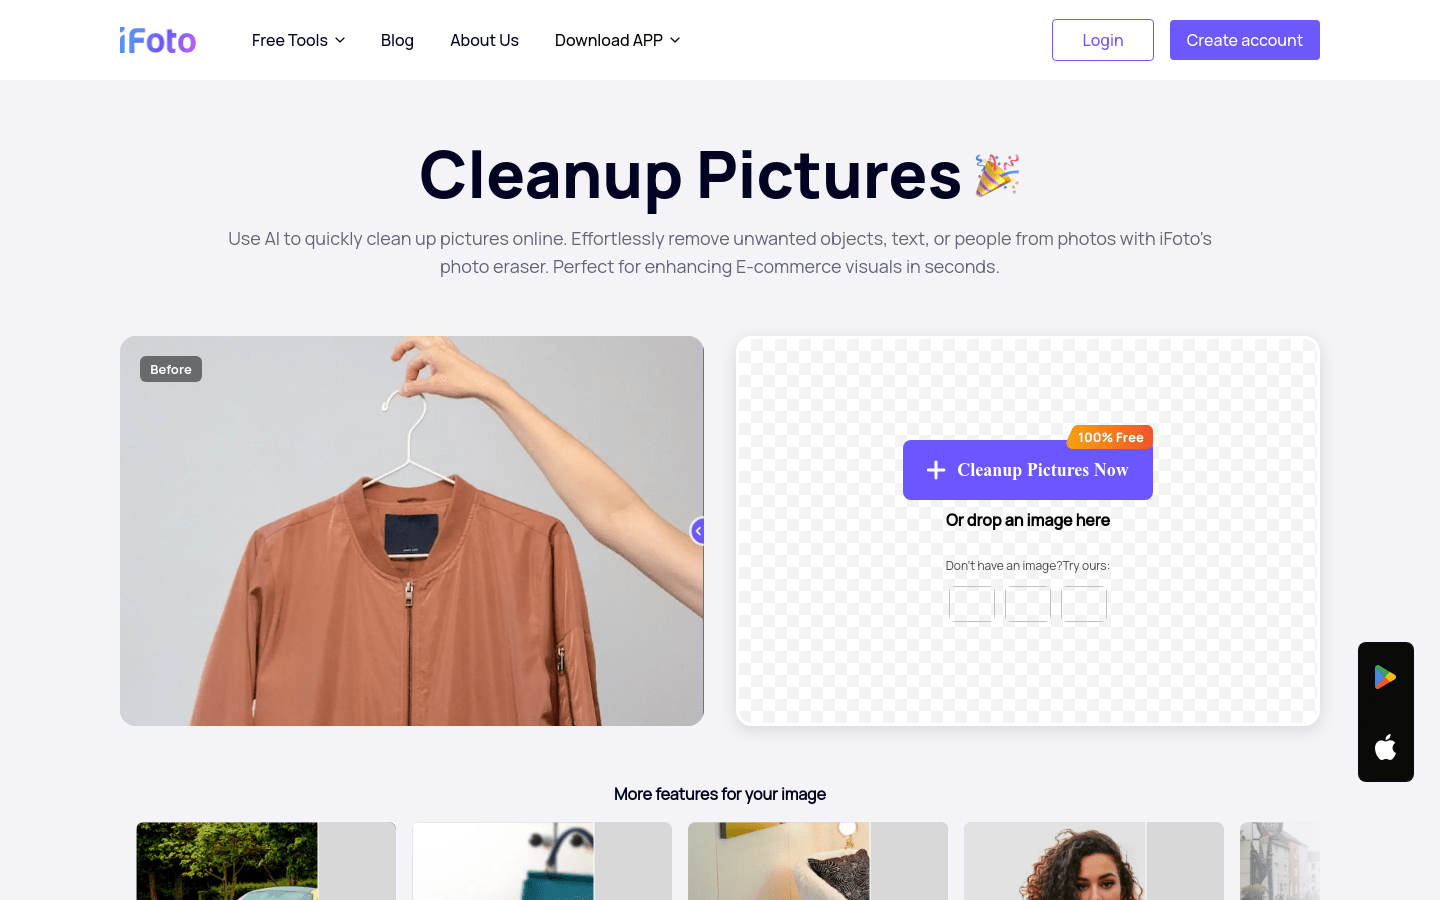 iFoto
Free Tools
Blog
About Us
Download APP
Login
Create account
Cleanup Pictures
Use AI to quickly clean up pictures online. Effortlessly remove unwanted objects, text, or people from photos with iFoto's
photo eraser. Perfect for enhancing E-commerce visuals in seconds.
Before
100% Free
Cleanup Pictures Now
Or drop an image here
Don't have an image?Try ours:
More features for your image